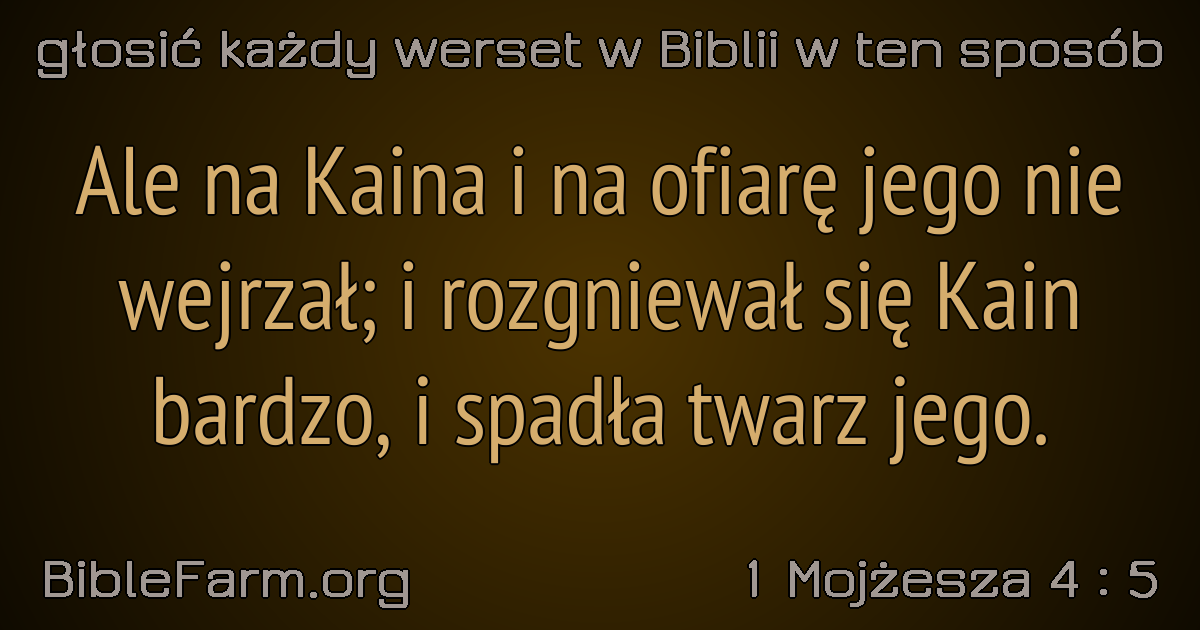 głosić każdy werset w Biblii w ten sposób
Ale na Kaina i na ofiarę jego nie
wejrzał; i rozgniewał się Kain
bardzo, i spadła twarz jego.
BibleFarm.org
1 Mojżesza 4 : 5